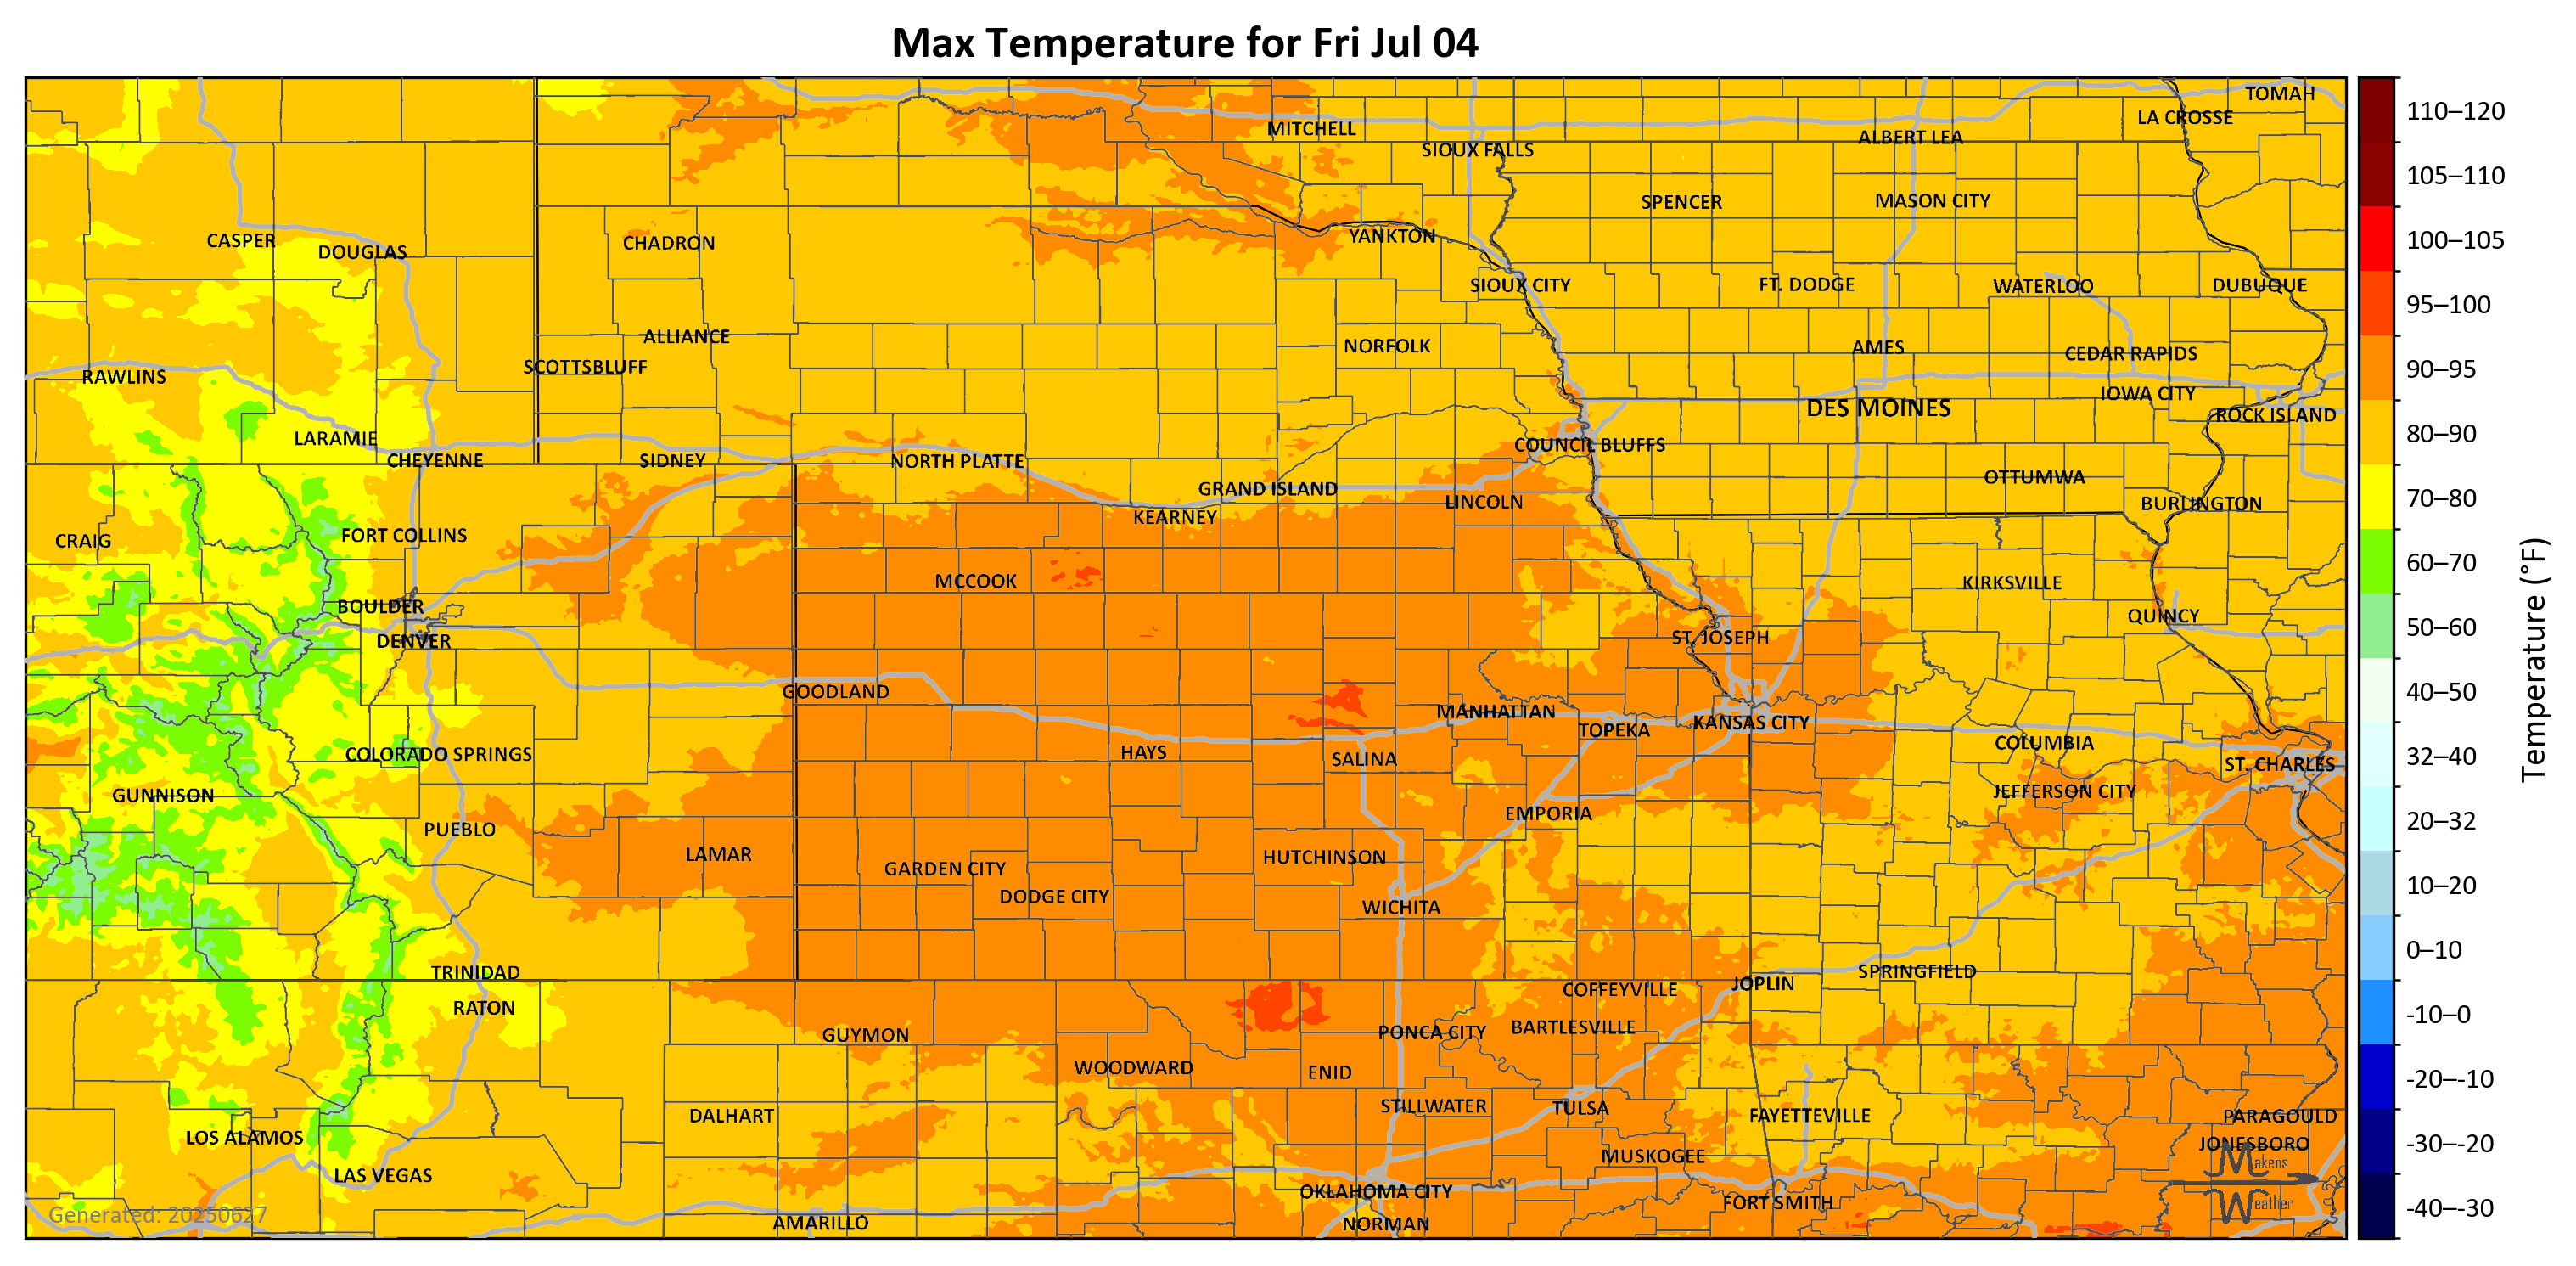 Max Temperature for Fri Jul 04
TOMAH
LA CROSSE
MITCHELL
ALBERT LEA
SIOUX FALLS
SPENCER
MASON CITY
CASPER
DOUGLAS
CHADRON
YANKTON
SIOUX CITY
FT. DODGE
WATERLOO
DUBUQUE
ALLIANCE
NORFOLK
AMES
CEDAR RAPIDS
SCOTTSBLUFF
RAWLINS
IOWA CITY
DES MOINES
ROCK ISLAND
LARAMIE
COUNCIL BLUFFS
CHEYENNE
SIDNEY
NORTH PLATTE
OTTUMWA
GRAND ISLAND
LINCOLN
BURLINGTON
KEARNEY
CRAIG
FORT COLLINS
MCCOOK
KIRKSVILLE
BOULDER
QUINCY
DENVER
ST. JOSEPH
GOODLAND
MANHATTAN
TOPEKA
KANSAS CITY
COLUMBIA
COLORADO SPRINGS
HAYS
SALINA
ST. CHARLES
GUNNISON
JEFFERSON CITY
EMPORIA
PUEBLO
LAMAR
GARDEN CITY
HUTCHINSON
DODGE CITY
WICHITA
TRINIDAD
SPRINGFIELD
JOPLIN
COFFEYVILLE
RATON
GUYMON
PONCA CITY
BARTLESVILLE
WOODWARD
ENID
DALHART
STILLWATER
TULSA
FAYETTEVILLE
PARAGOULD
LOS ALAMOS
JONESBORO
MUSKOGEE
LAS VEGAS
OKLAHOMA CITY
FORT SMITH
AMARILLO
NORMAN
Generated: 20250627
Makens
Weather
110–120
105–110
100–105
95–100
90–95
80–90
70–80
60–70
50–60
40–50
32–40
20–32
10–20
0–10
-10–0
-20–-10
-30–-20
-40–-30
Temperature (°F)